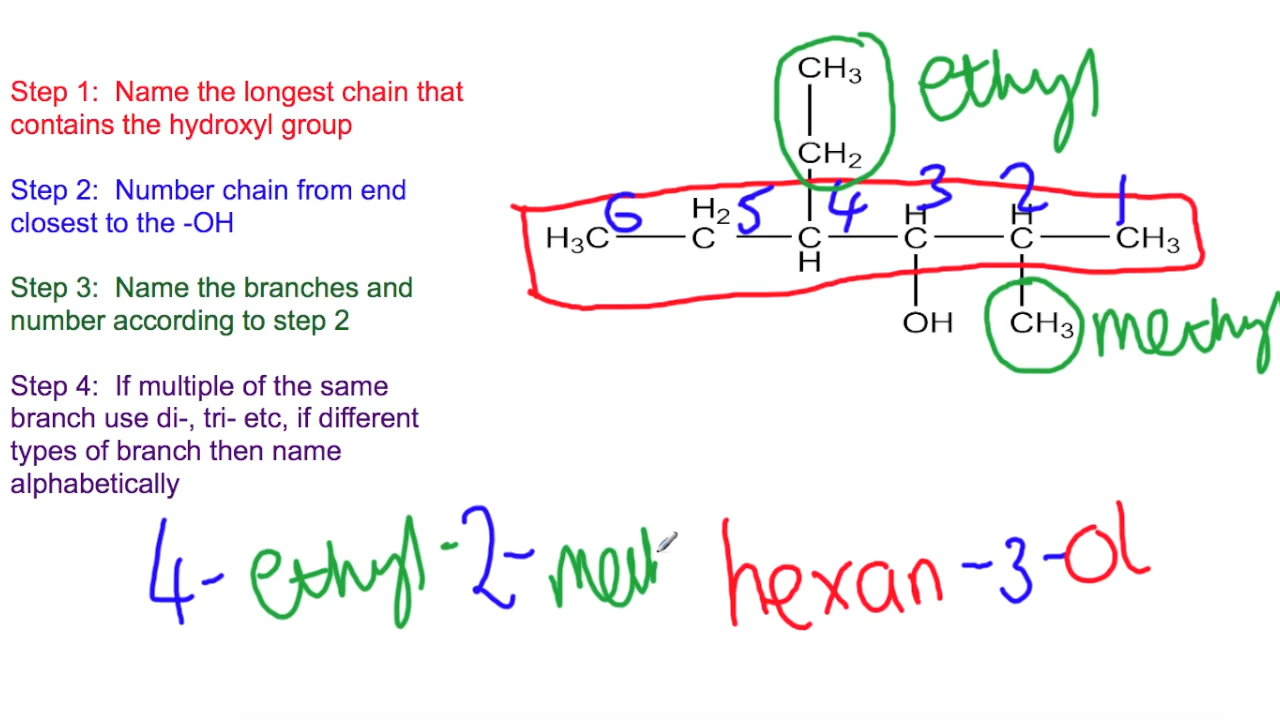 Step 1: Name the longest chain that
contains the hydroxyl group
Step 2: Number chain from end
closest to the -OH
Step 3: Name the branches and
number according to step 2
Step 4: If multiple of the same
branch use di-, tri- etc, if different
types of branch then name
alphabetically
CH3 ethyl
CH2
6 H2 5 4 3 2 1
H H
H3C C C C C CH3
H
OH CH3 methyl
4-ethyl-2-meth hexan-3-ol